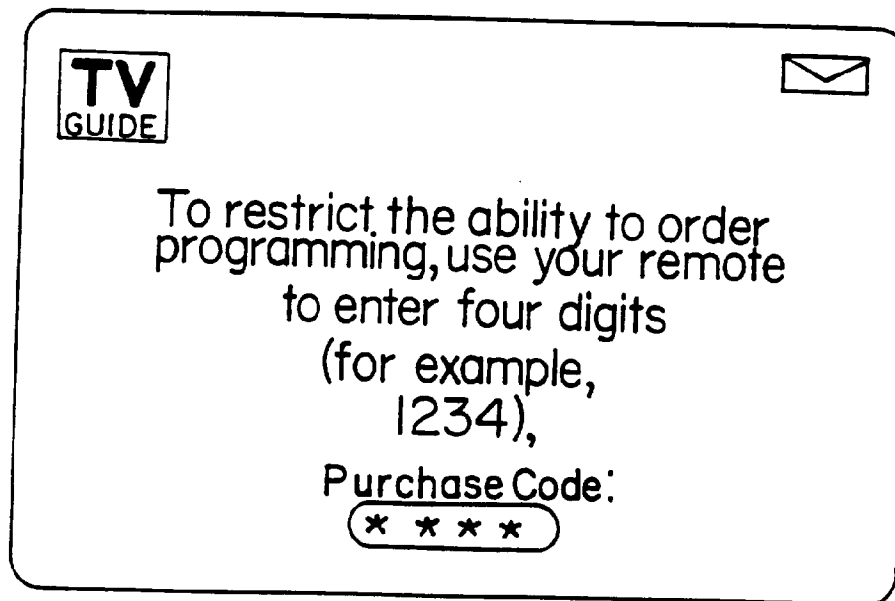 TV
GUIDE
To restrict the ability to order
programming, use your remote
to enter four digits
(for example,
1234),
Purchase Code:
* * * *